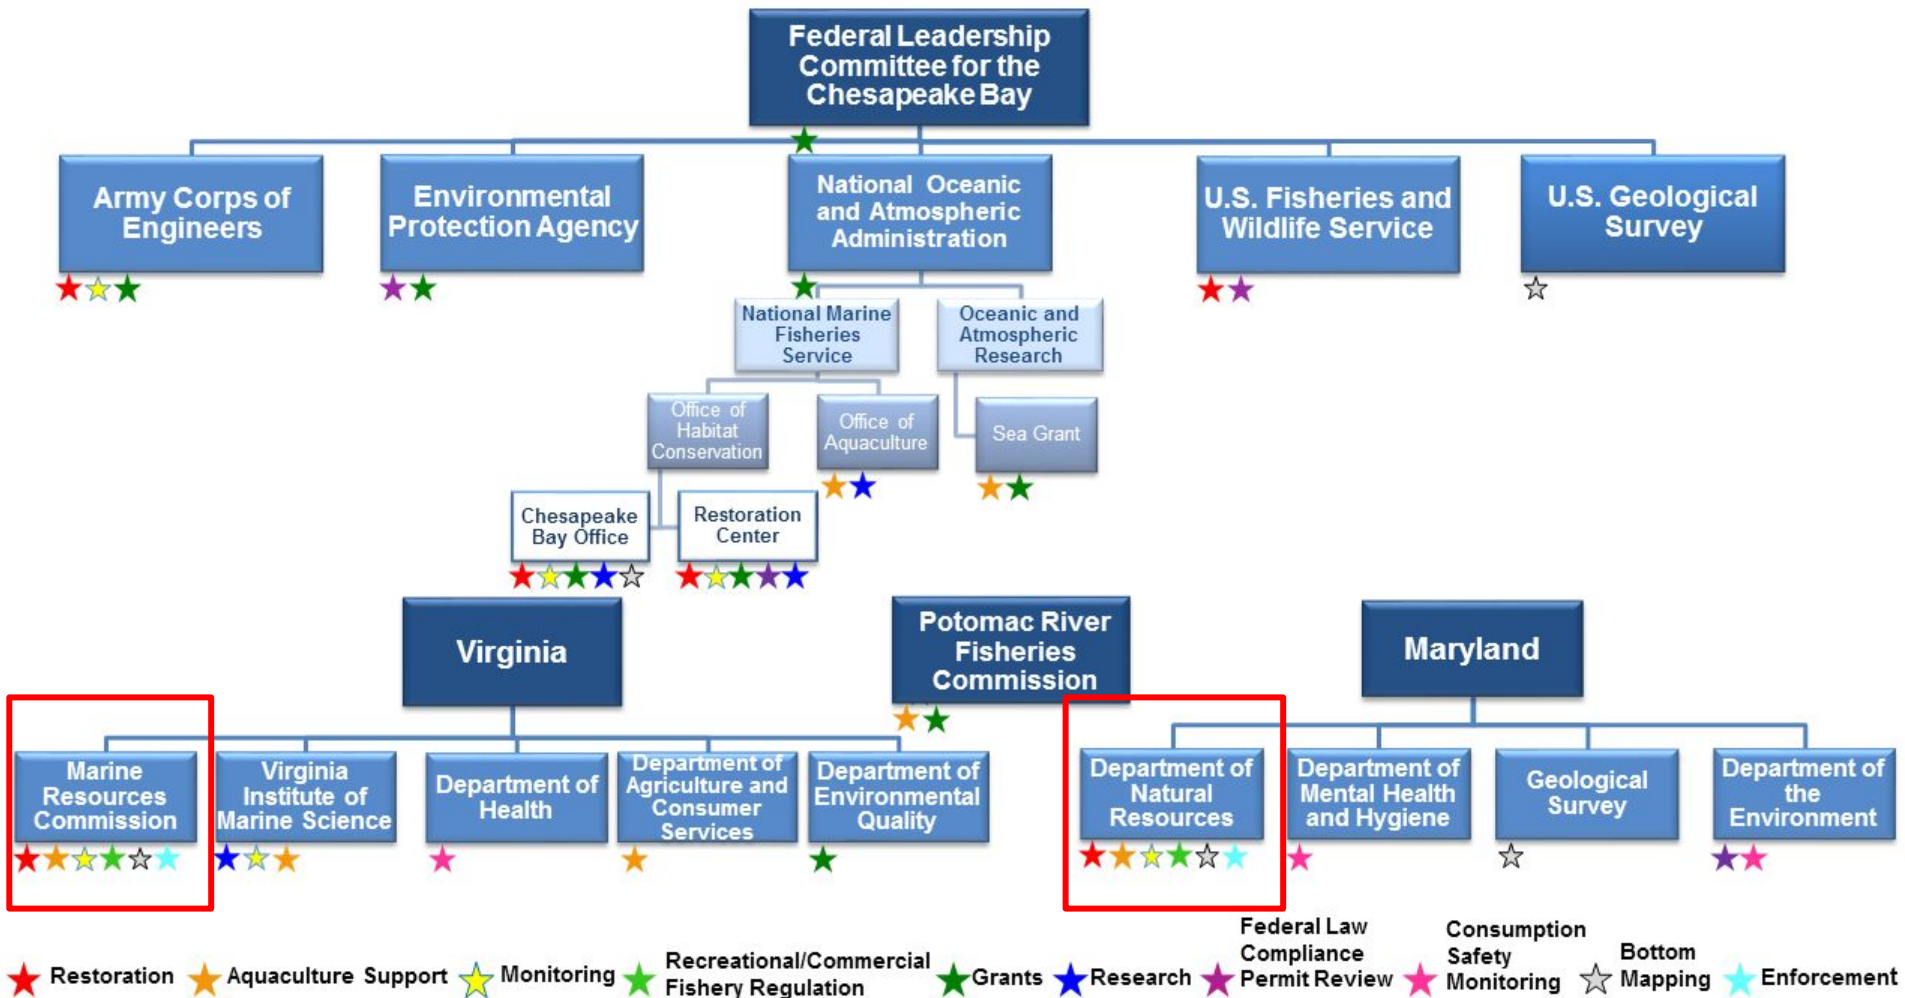 Federal Leadership
Committee for the
Chesapeake Bay
Army Corps of
Engineers
Environmental
Protection Agency
National Oceanic
and Atmospheric
Administration
U.S. Fisheries and
Wildlife Service
U.S. Geological
Survey
National Marine
Fisheries
Service
Oceanic and
Atmospheric
Research
Office of
Habitat
Conservation
Office of
Aquaculture
Sea Grant
Chesapeake
Bay Office
Restoration
Center
Virginia
Potomac River
Fisheries
Commission
Maryland
Marine
Resources
Commission
Virginia
Institute of
Marine Science
Department of
Health
Department of
Agriculture and
Consumer
Services
Department of
Environmental
Quality
Department of
Natural
Resources
Department of
Mental Health
and Hygiene
Geological
Survey
Department of
the
Environment
Restoration
Aquaculture Support
Monitoring
Recreational/Commercial
Fishery Regulation
Grants
Research
Federal Law
Compliance
Permit Review
Consumption
Safety
Monitoring
Bottom
Mapping
Enforcement